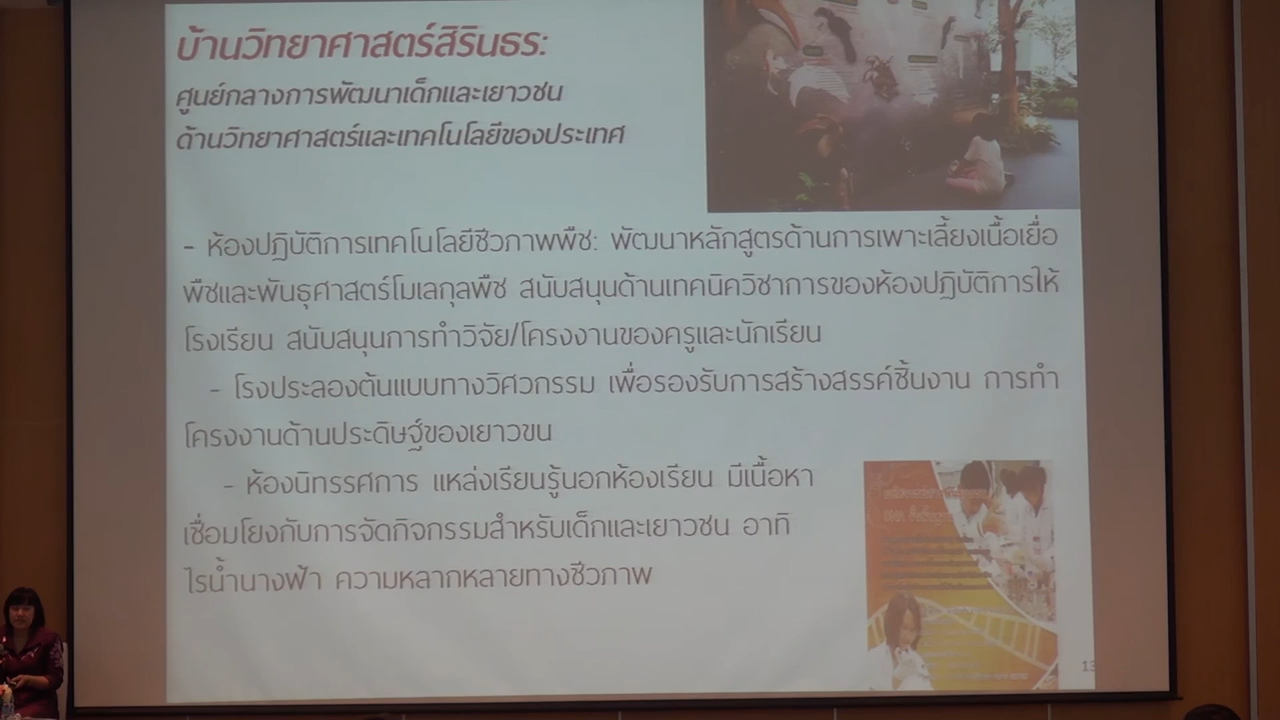 บ้านวิทยาศาสตร์สิรินธร:
ศูนย์กลางการพัฒนาเด็กและเยาวชน
ด้านวิทยาศาสตร์และเทคโนโลยีของประเทศ
- ห้องปฏิบัติการเทคโนโลยีชีวภาพพืช: พัฒนาหลักสูตรด้านการเพาะเลี้ยงเนื้อเยื่อ
พืชและพันธุศาสตร์โมเลกุลพืช สนับสนุนด้านเทคนิควิชาการของห้องปฏิบัติการให้
โรงเรียน สนับสนุนการทำวิจัย/โครงงานของครูและนักเรียน
- โรงประลองต้นแบบทางวิศวกรรม เพื่อรองรับการสร้างสรรค์ชิ้นงาน การทำ
โครงงานด้านประดิษฐ์ของเยาวขน
- ห้องนิทรรศการ แหล่งเรียนรู้นอกห้องเรียน มีเนื้อหา
เชื่อมโยงกับการจัดกิจกรรมสำหรับเด็กและเยาวชน อาทิ
ไรน้ำนางฟ้า ความหลากหลายทางชีวภาพ
13